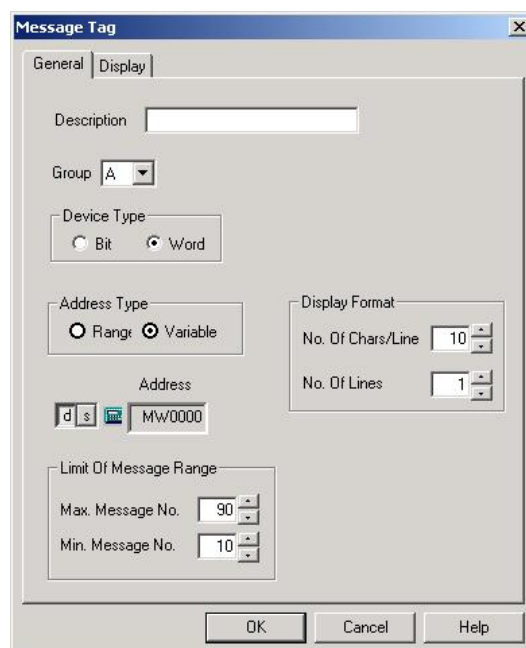 Message Tag
General Display
Description
Group A
Device Type
Bit Word
Address Type
Range Variable
Display Format
No. Of Chars/Line 10
No. Of Lines 1
Address
d s MW0000
Limit Of Message Range
Max. Message No. 90
Min. Message No. 10
OK Cancel Help